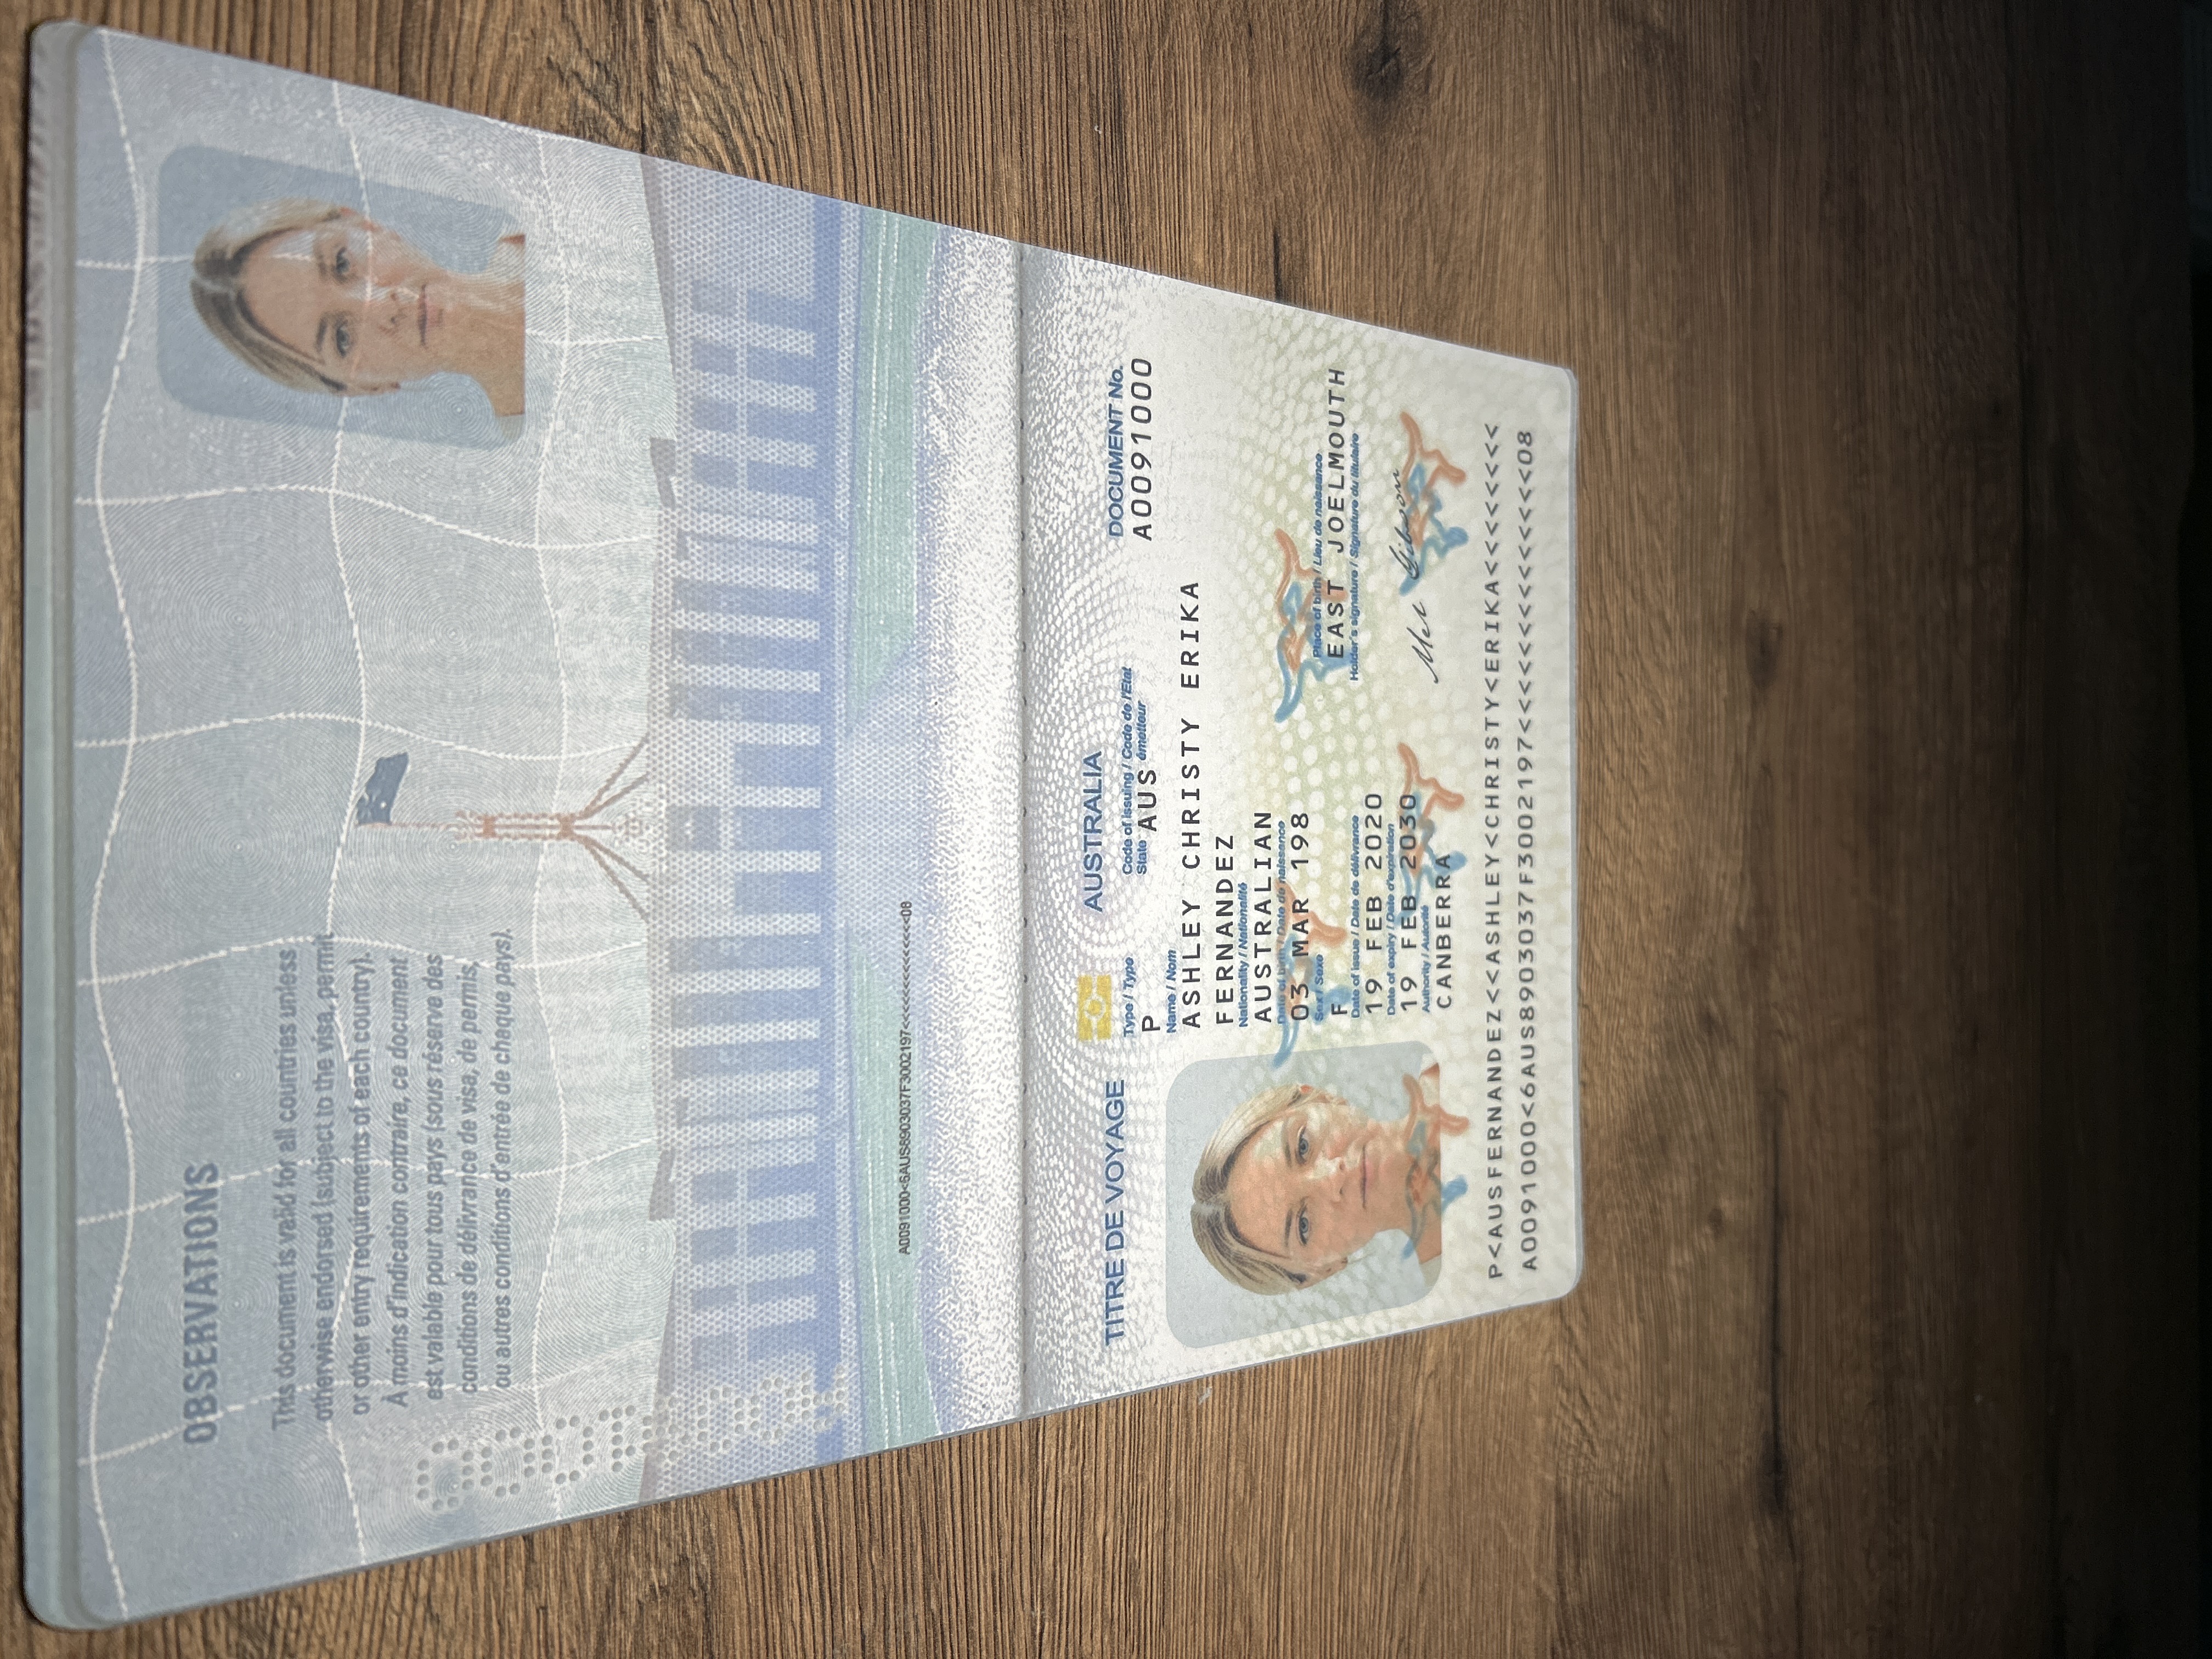 OBSERVATIONS
This document is valid for all countries unless
otherwise endorsed (subject to the visa, permit
or other entry requirements of each country).
A moins d'indication contraire, ce document
est valable pour tous pays (sous réserve des
conditions de délivrance de visa, de permis,
ou autres conditions d'entrée de chaque pays).
A0091000<6AUS8903037F3002197<<<<<<<<<<<<<<08
TITRE DE VOYAGE
AUSTRALIA
Type / Type
Code of issuing / Code de l'État
State émetteur
DOCUMENT No.
P
AUS
A0091000
Name / Nom
ASHLEY CHRISTY ERIKA
FERNANDEZ
Nationality / Nationalité
AUSTRALIAN
Date of birth / Date de naissance
03 MAR 198
Sex / Sexe
Place of birth / Lieu de naissance
F
EAST JOELMOUTH
Date of issue / Date de délivrance
Holder's signature / Signature du titulaire
19 FEB 2020
Date of expiry / Date d'expiration
19 FEB 2030
Mel Gibson
Authority / Autorité
CANBERRA
P<AUSFERNANDEZ<<ASHLEY<CHRISTY<ERIKA<<<<<<<<
A0091000<6AUS8903037F3002197<<<<<<<<<<<<<<08